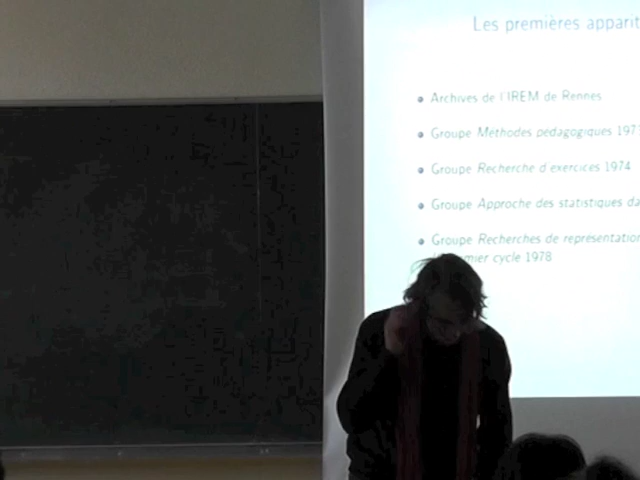 Les premières apparit
Archives de l'IREM de Rennes
Groupe Méthodes pédagogiques 197
Groupe Recherche d'exercices 1974
Groupe Approche des statistiques da
Groupe Recherches de représentation
mier cycle 1978